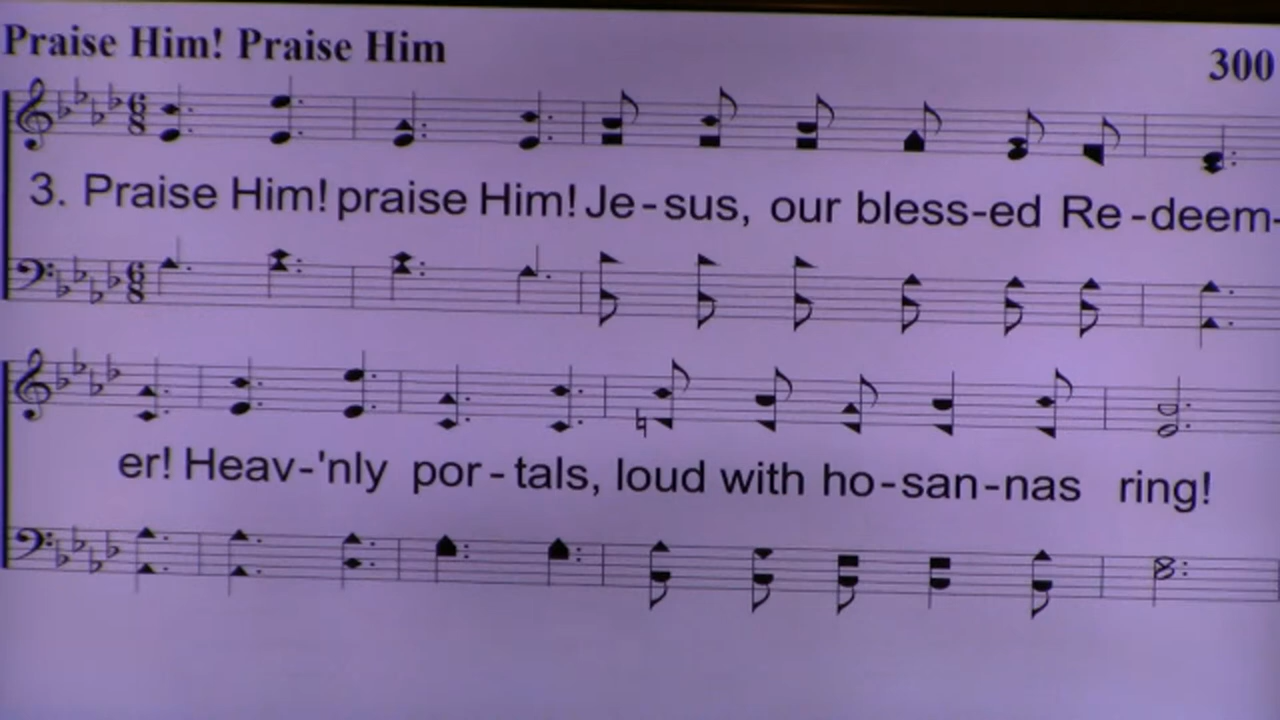 Praise Him! Praise Him 300
3. Praise Him! praise Him! Je-sus, our bless-ed Re-deem-
er! Heav-'nly por-tals, loud with ho-san-nas ring!